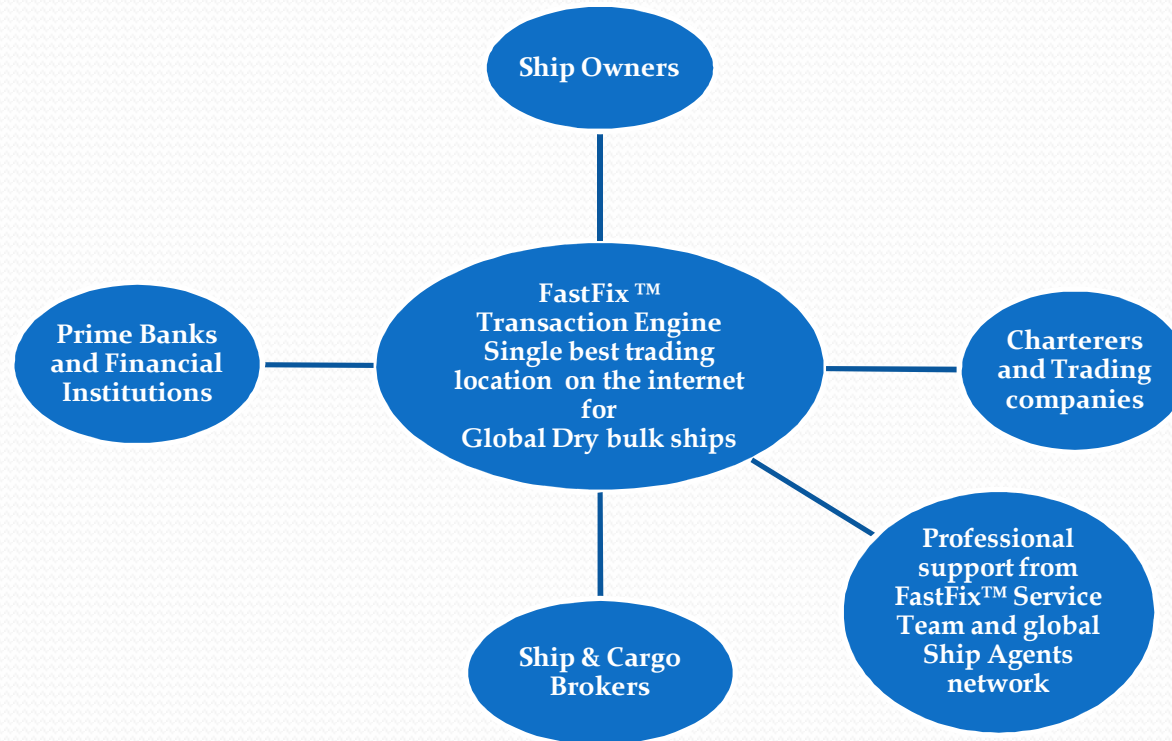 Ship Owners
FastFix ™
Transaction Engine
Single best trading
location on the internet
for
Global Dry bulk ships
Prime Banks
and Financial
Institutions
Charterers
and Trading
companies
Professional
support from
FastFix™ Service
Team and global
Ship Agents
network
Ship & Cargo
Brokers